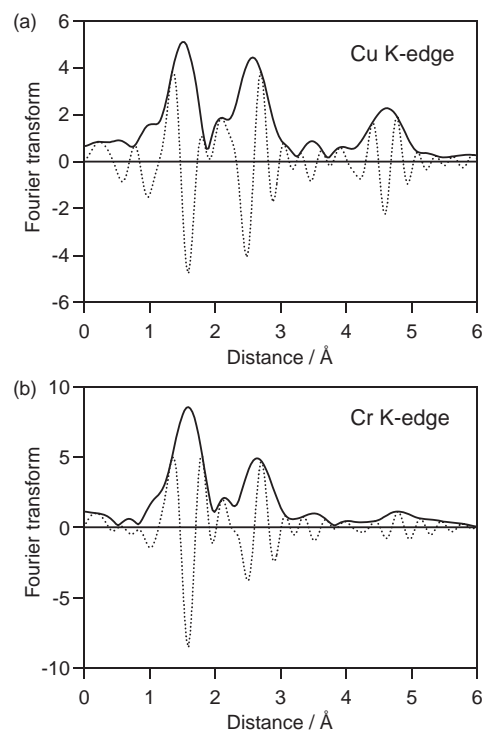 (a)
Cu K-edge
Fourier transform
6
4
2
0
-2
-4
-6
0 1 2 3 4 5 6
Distance / Å
(b)
Cr K-edge
Fourier transform
10
5
0
-5
-10
0 1 2 3 4 5 6
Distance / Å